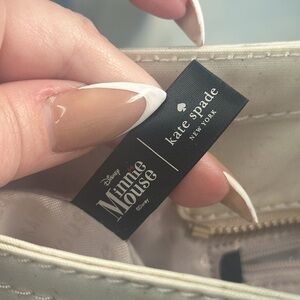 Disney
Minnie
Mouse
©Disney
kate spade
NEW YORK